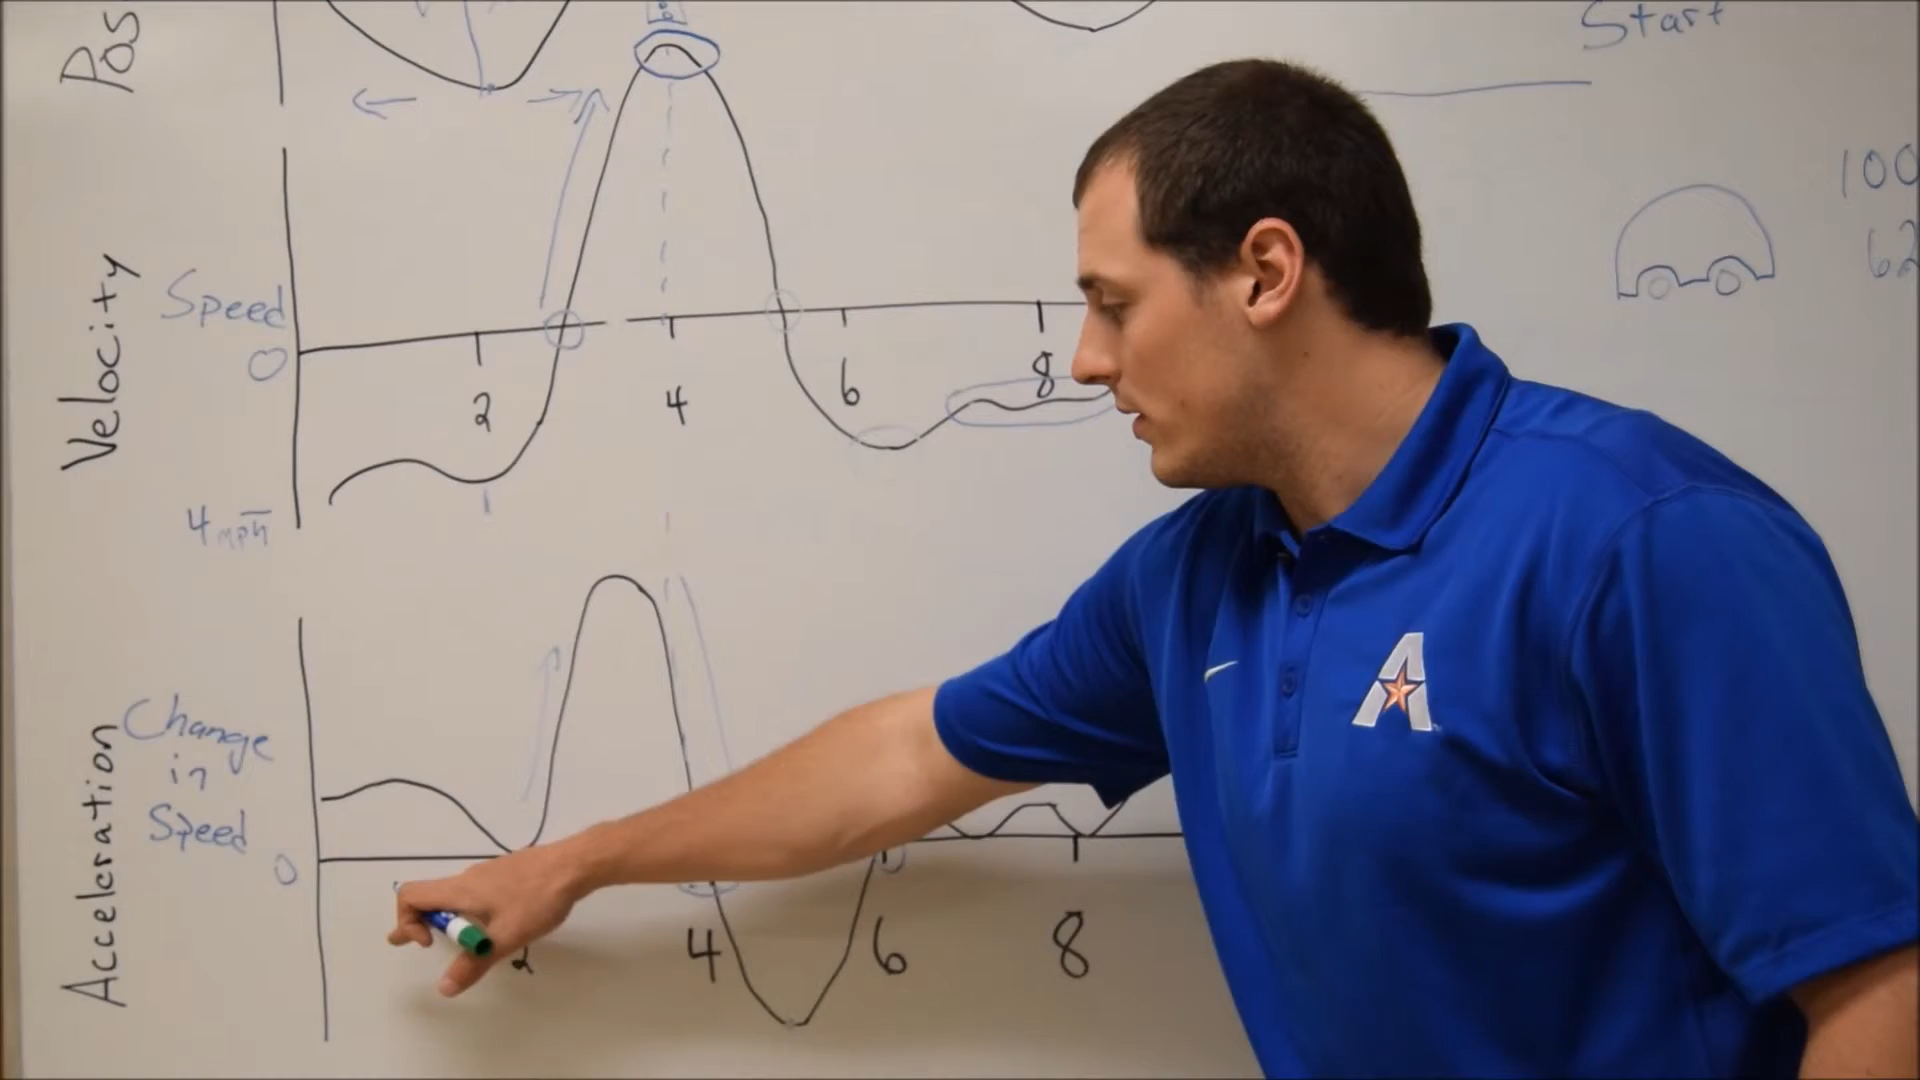 Pos
Start
100
62
Velocity
Speed
0
2
4
6
8
4 mph
Acceleration
Change
in
Speed
0
2
4
6
8
A